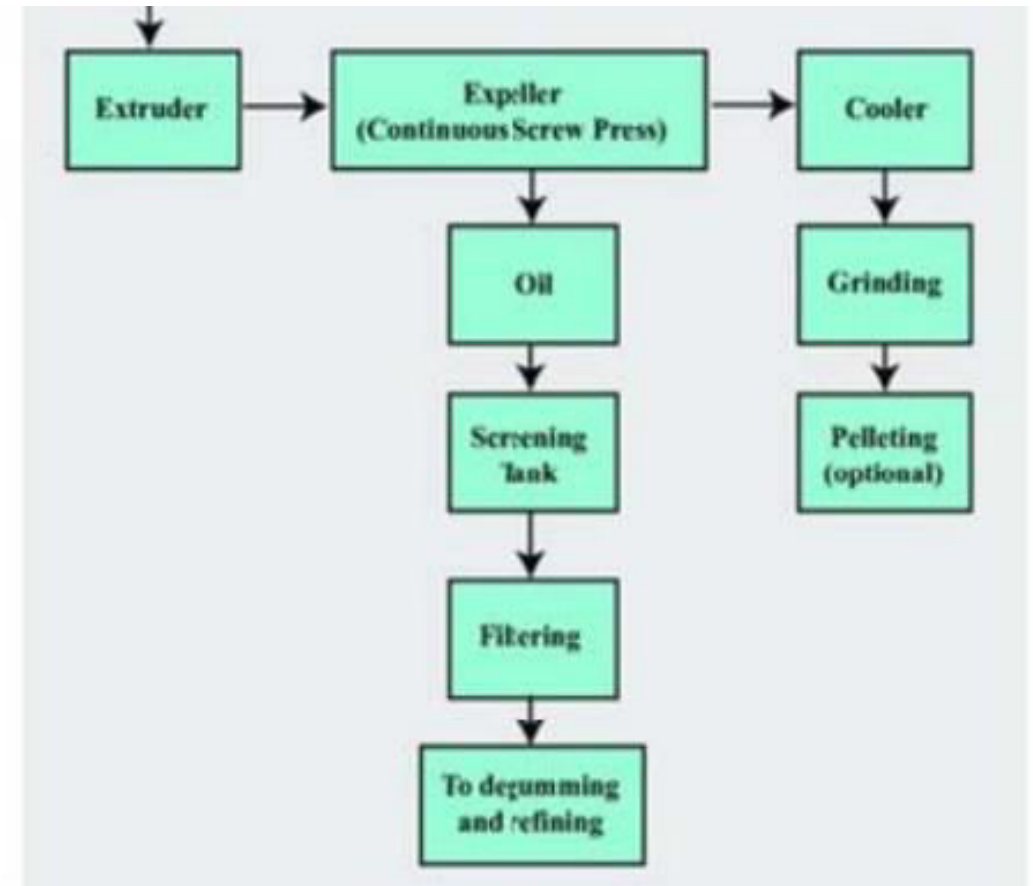 Extruder
Expeller
(Continuous Screw Press)
Cooler
Oil
Grinding
Screening
Tank
Pelleting
(optional)
Filtering
To degumming
and refining